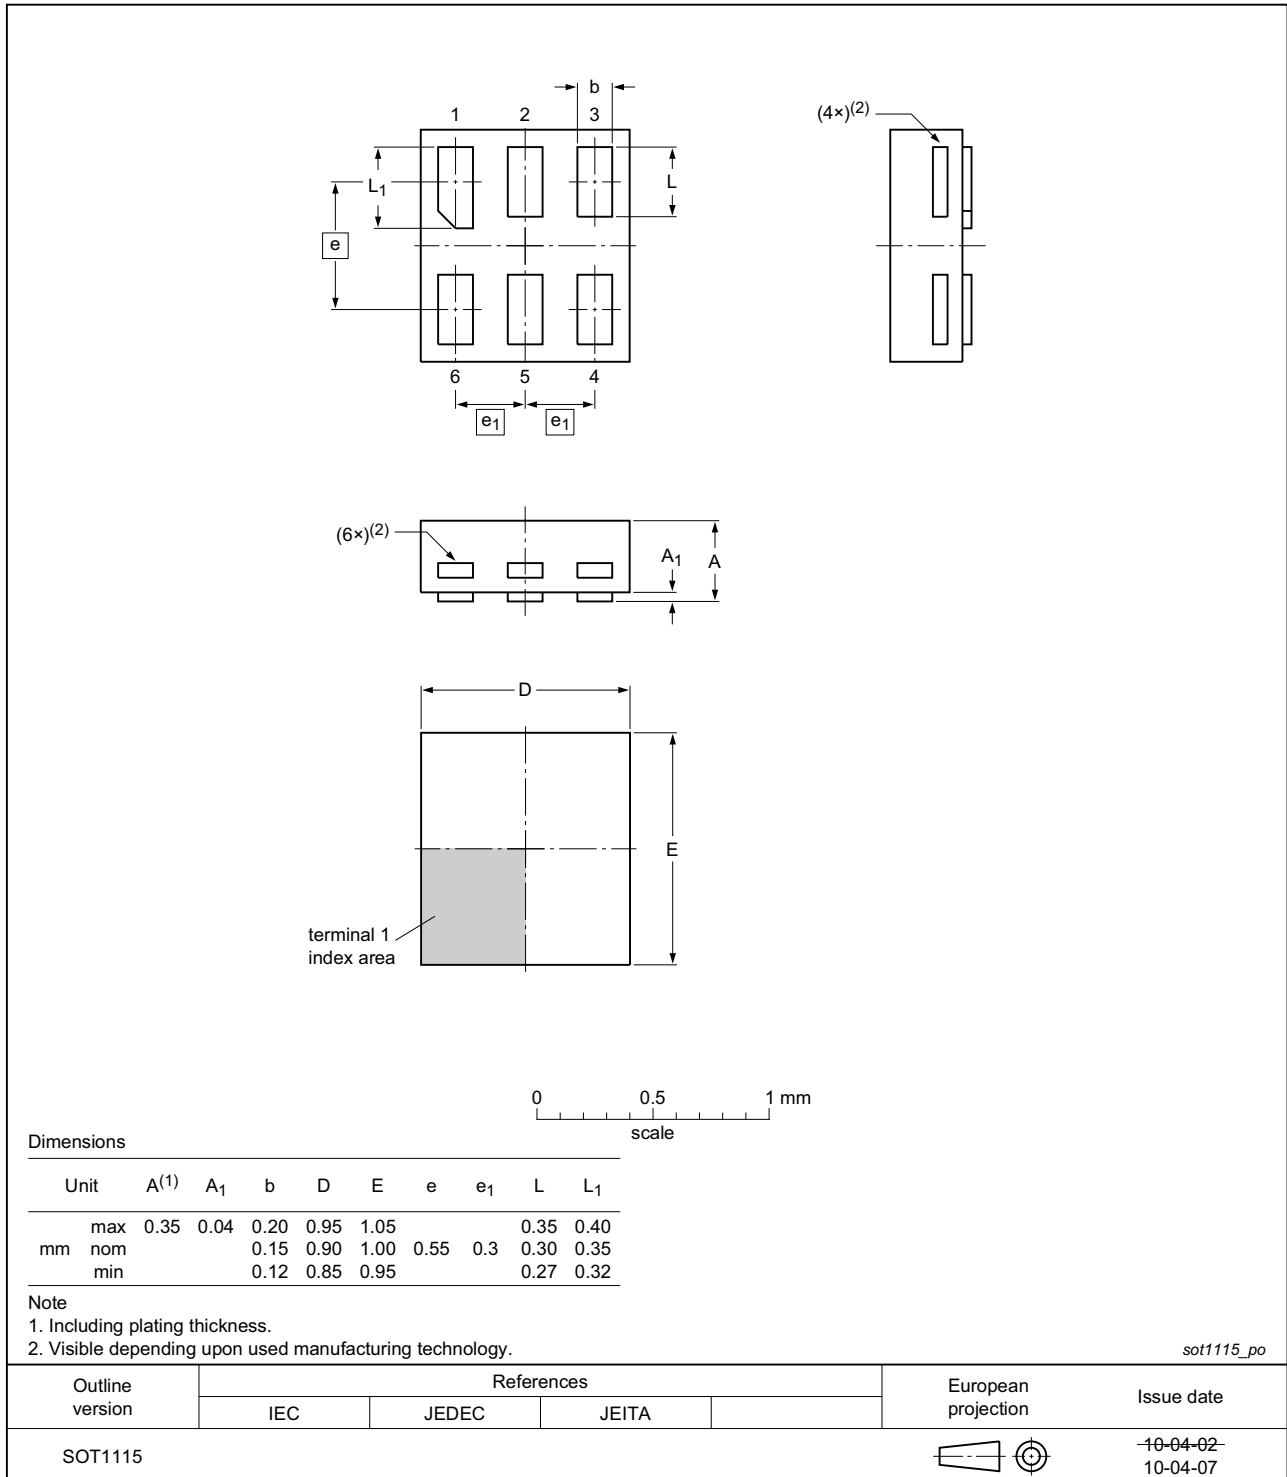 b
1 2 3
(4×)(2)
L1
L
e
6 5 4
e1 e1
(6×)(2)
A1
A
D
E
terminal 1
index area
0 0.5 1 mm
scale
Dimensions
Unit A(1) A1 b D E e e1 L L1
max 0.35 0.04 0.20 0.95 1.05 0.35 0.40
mm nom 0.15 0.90 1.00 0.55 0.3 0.30 0.35
min 0.12 0.85 0.95 0.27 0.32
Note
1. Including plating thickness.
2. Visible depending upon used manufacturing technology.
sot1115_po
Outline
version
References
IEC JEDEC JEITA
European
projection
Issue date
SOT1115
10-04-02
10-04-07